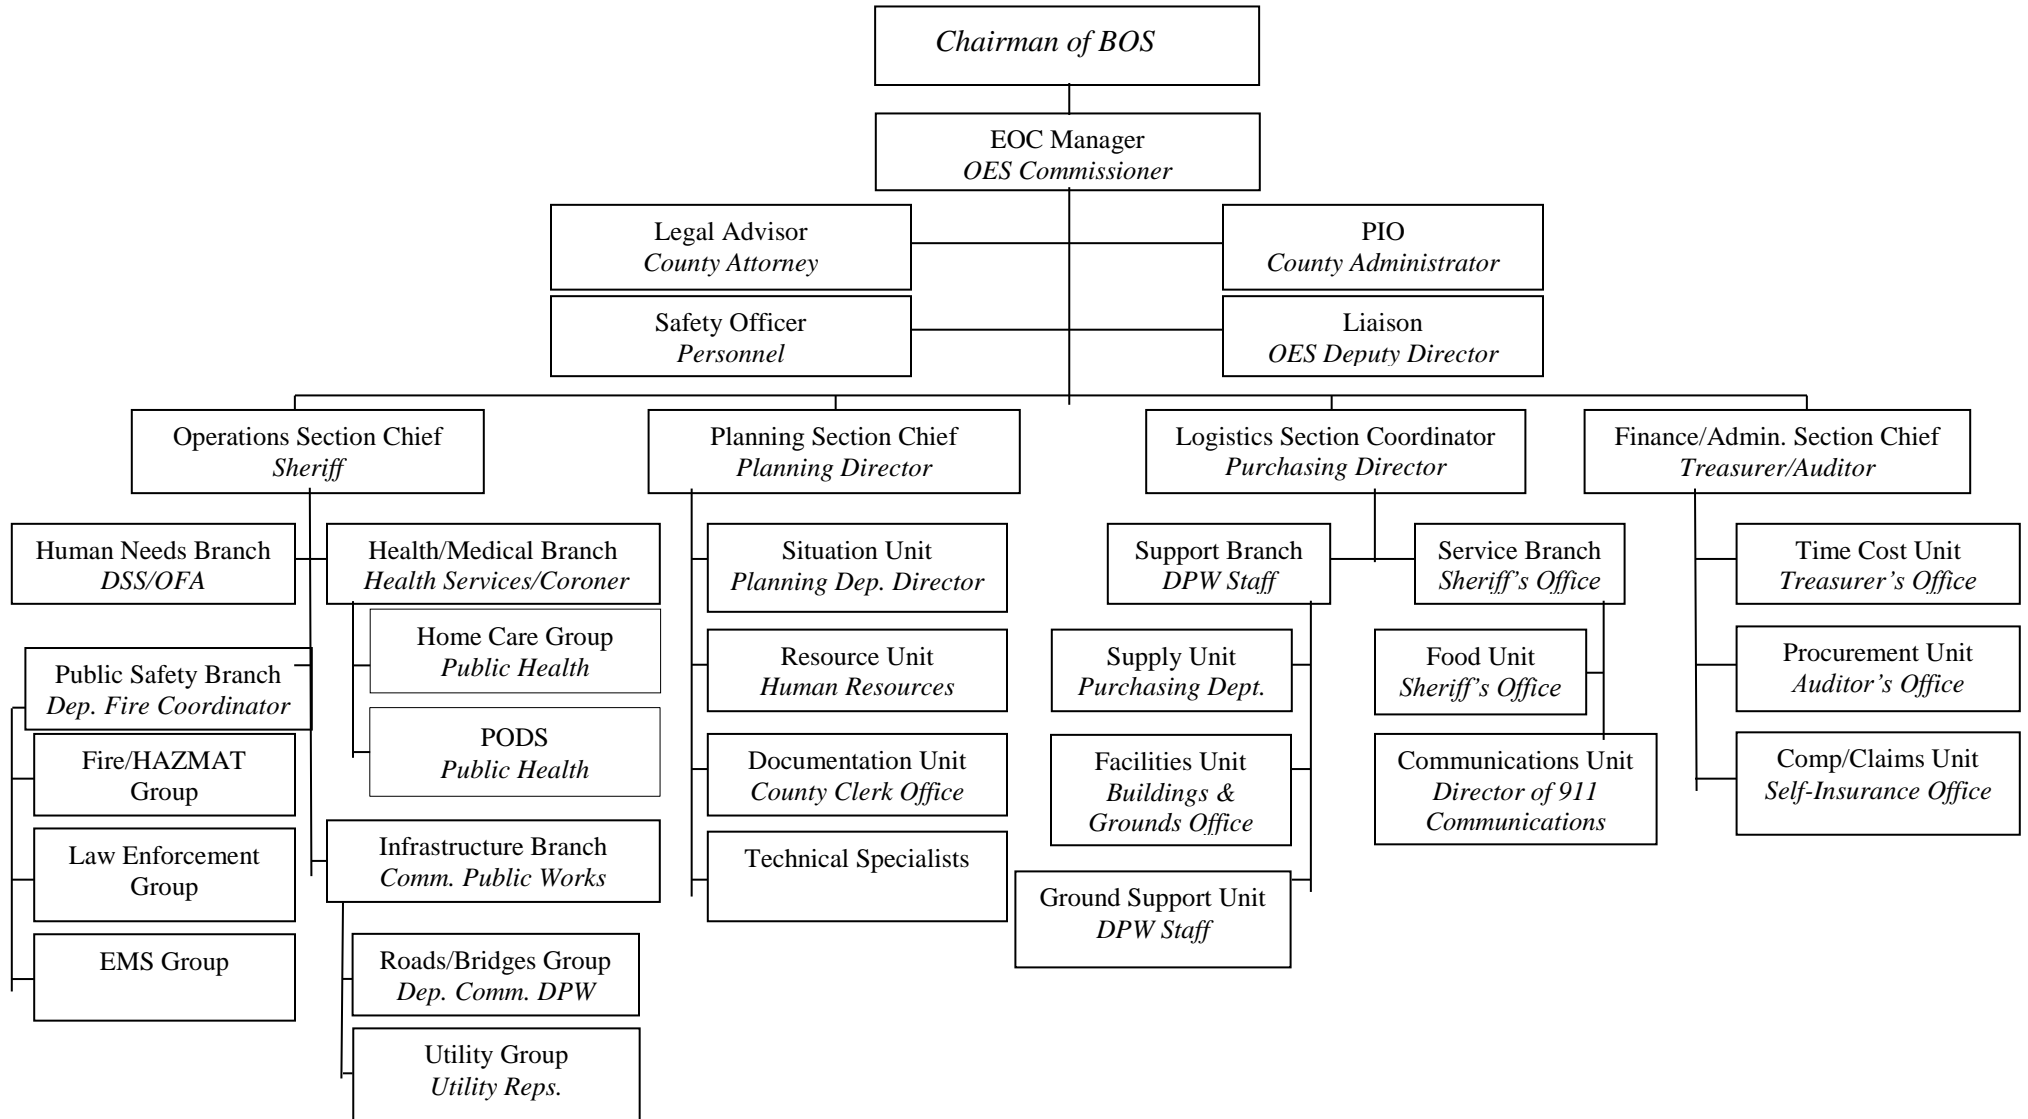 Chairman of BOS
EOC Manager
OES Commissioner
Legal Advisor
County Attorney
PIO
County Administrator
Safety Officer
Personnel
Liaison
OES Deputy Director
Operations Section Chief
Sheriff
Planning Section Chief
Planning Director
Logistics Section Coordinator
Purchasing Director
Finance/Admin. Section Chief
Treasurer/Auditor
Human Needs Branch
DSS/OFA
Health/Medical Branch
Health Services/Coroner
Home Care Group
Public Health
PODS
Public Health
Public Safety Branch
Dep. Fire Coordinator
Fire/HAZMAT
Group
Law Enforcement
Group
EMS Group
Infrastructure Branch
Comm. Public Works
Roads/Bridges Group
Dep. Comm. DPW
Utility Group
Utility Reps.
Situation Unit
Planning Dep. Director
Resource Unit
Human Resources
Documentation Unit
County Clerk Office
Technical Specialists
Support Branch
DPW Staff
Supply Unit
Purchasing Dept.
Facilities Unit
Buildings &
Grounds Office
Ground Support Unit
DPW Staff
Service Branch
Sheriff’s Office
Food Unit
Sheriff’s Office
Communications Unit
Director of 911
Communications
Time Cost Unit
Treasurer’s Office
Procurement Unit
Auditor’s Office
Comp/Claims Unit
Self-Insurance Office